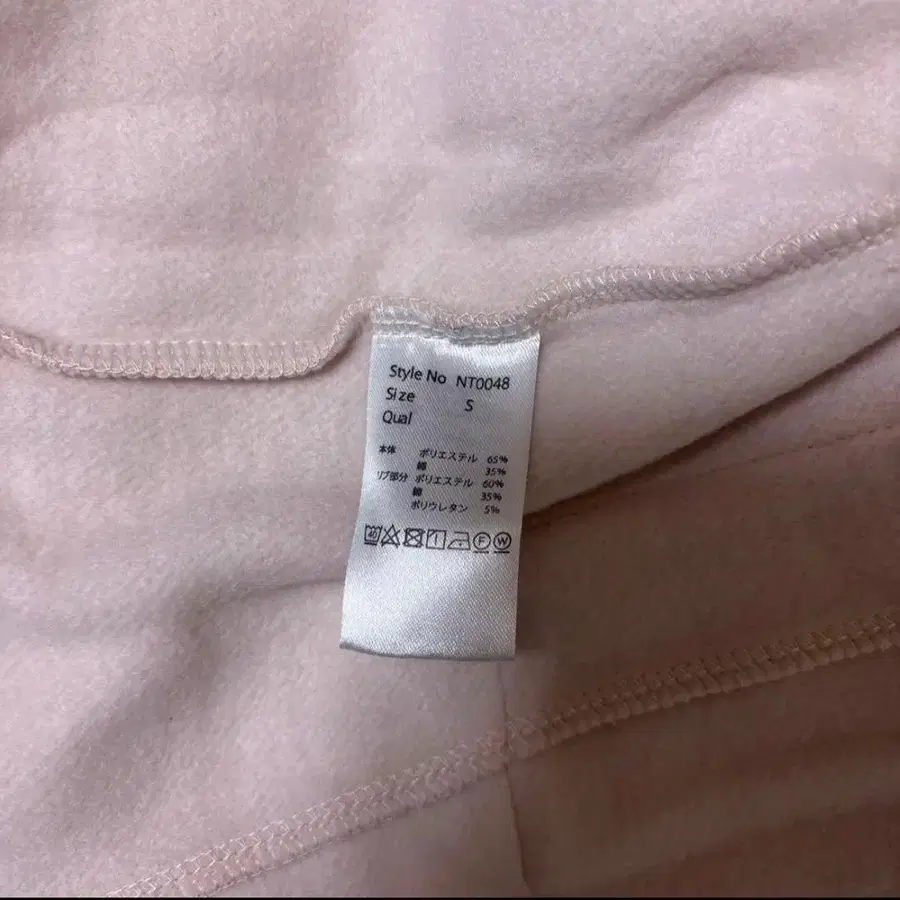 Style No NT0048
Size S
Qual
本体 ポリエステル 65%
綿 35%
リブ部分 ポリエステル 60%
綿 35%
ポリウレタン 5%
40 F W